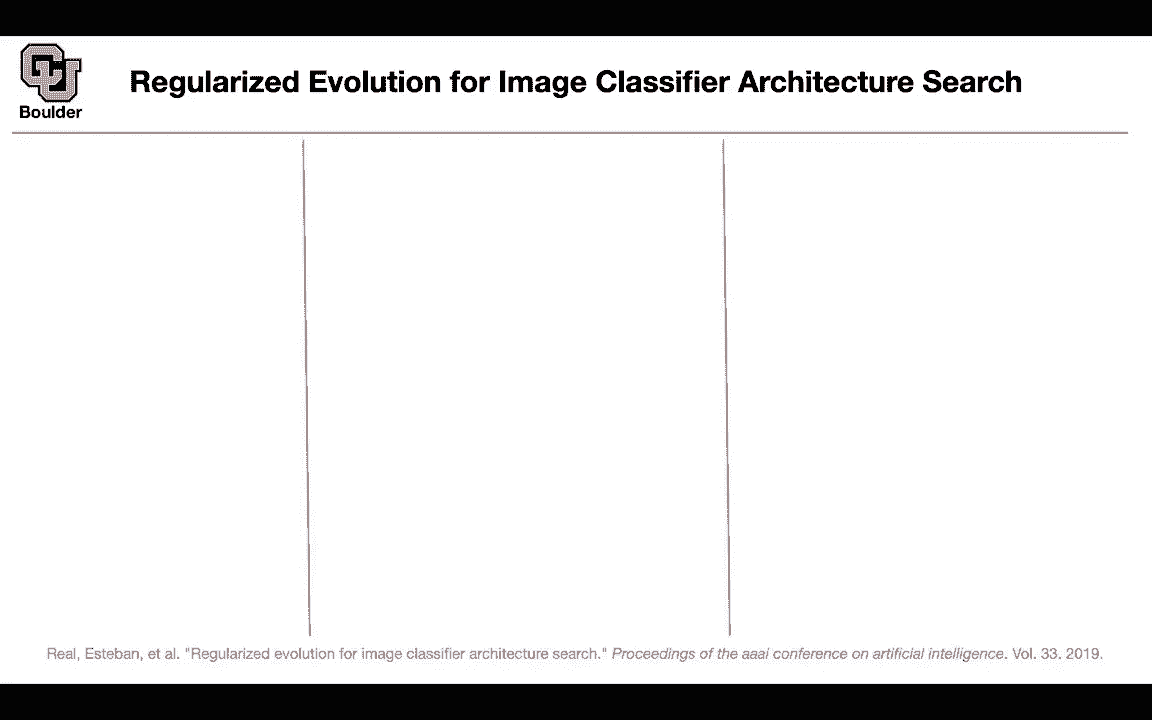 CU
Boulder
Regularized Evolution for Image Classifier Architecture Search
Real, Esteban, et al. "Regularized evolution for image classifier architecture search." Proceedings of the aaai conference on artificial intelligence. Vol. 33. 2019.